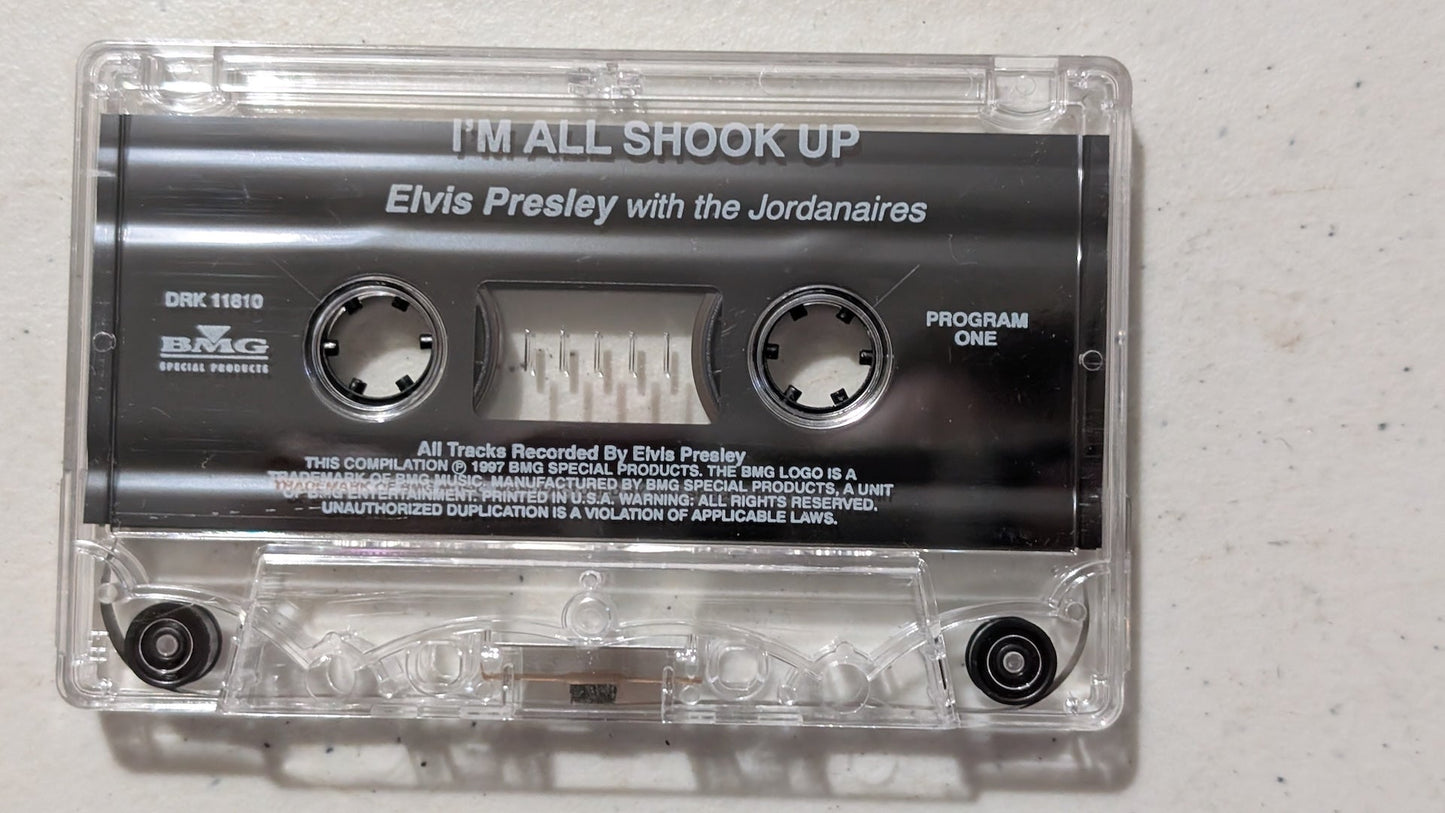 I'M ALL SHOOK UP
Elvis Presley with the Jordanaires
DRK 11610
BMG
SPECIAL PRODUCTS
PROGRAM
ONE
All Tracks Recorded By Elvis Presley
THIS COMPILATION Ⓟ 1997 BMG SPECIAL PRODUCTS. THE BMG LOGO IS A
TRADEMARK OF BMG MUSIC. MANUFACTURED BY BMG SPECIAL PRODUCTS, A UNIT
OF BMG ENTERTAINMENT. PRINTED IN U.S.A. WARNING: ALL RIGHTS RESERVED.
UNAUTHORIZED DUPLICATION IS A VIOLATION OF APPLICABLE LAWS.